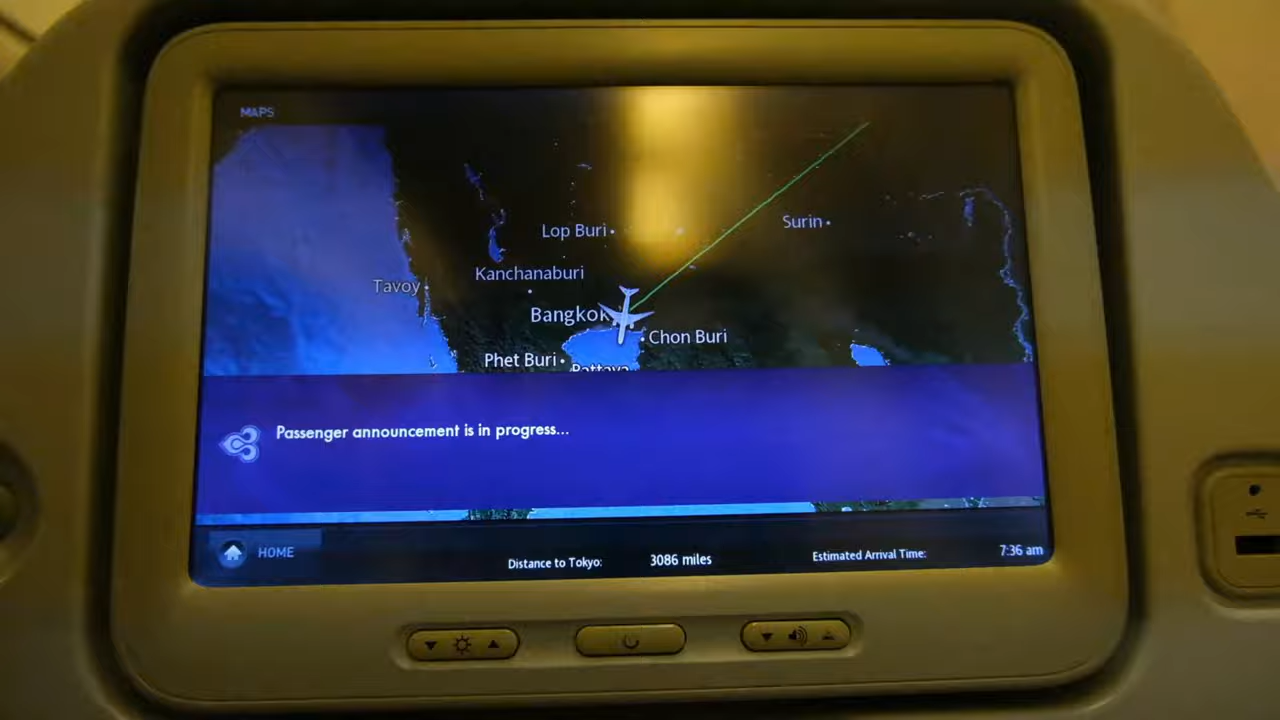 MAPS
Surin
Lop Buri
Kanchanaburi
Tavoy
Bangkok
Chon Buri
Phet Buri
Pattaya
Passenger announcement is in progress...
HOME
Distance to Tokyo: 3086 miles Estimated Arrival Time: 7:36 am